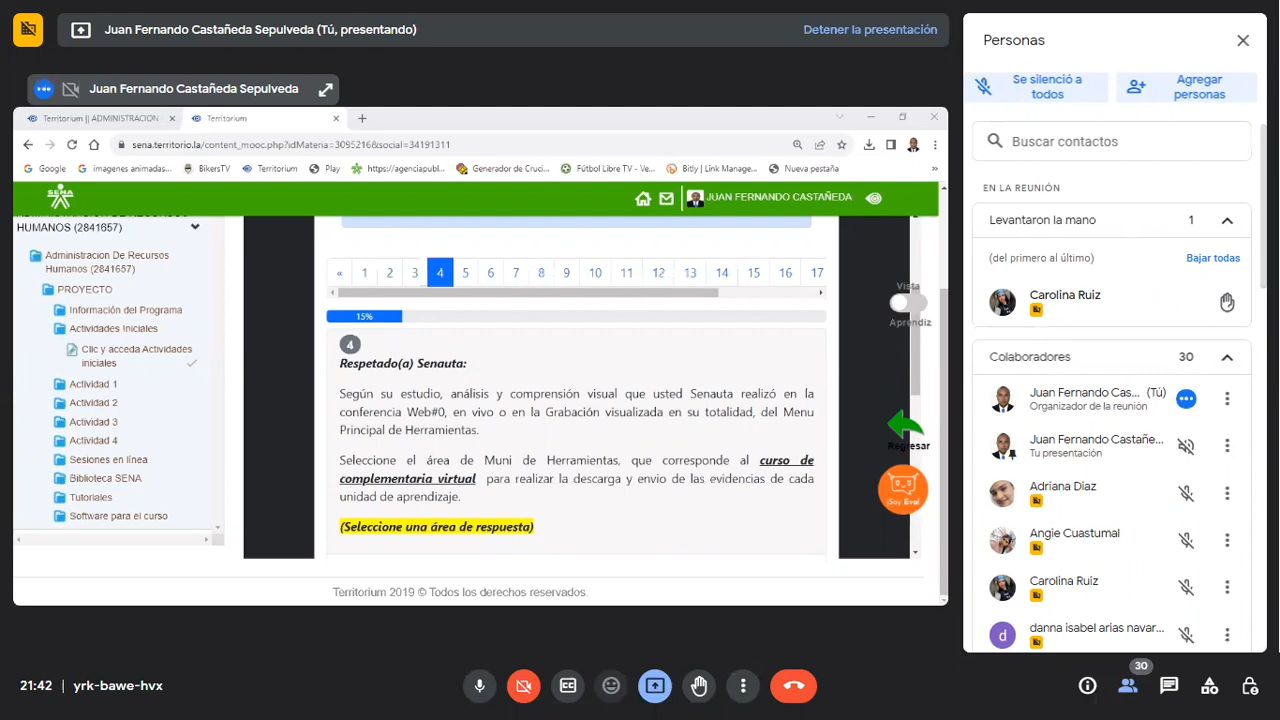 Juan Fernando Castañeda Sepulveda (Tú, presentando)
Detener la presentación
Juan Fernando Castañeda Sepulveda
Territorium || ADMINISTRACION
Territorium
sena.territorio.la/content_mooc.php?idMateria=30952166&social=34191311
Google
imagenes animadas...
BikersTV
Territorium
Play
https://agenciapubl...
Generador de Cruci...
Fútbol Libre TV - Ve...
Bitly | Link Manage...
Nueva pestaña
SENA
JUAN FERNANDO CASTAÑEDA
HUMANOS (2841657)
Administracion De Recursos
Humanos (2841657)
PROYECTO
Información del Programa
Actividades Iniciales
Clic y acceda Actividades
iniciales
Actividad 1
Actividad 2
Actividad 3
Actividad 4
Sesiones en línea
Biblioteca SENA
Tutoriales
Software para el curso
« 1 2 3 4 5 6 7 8 9 10 11 12 13 14 15 16 17
15%
4
Respetado(a) Senauta:
Según su estudio, análisis y comprensión visual que usted Senauta realizó en la
conferencia Web#0, en vivo o en la Grabación visualizada en su totalidad, del Menu
Principal de Herramientas.
Seleccione el área de Muni de Herramientas, que corresponde al curso de
complementaria virtual para realizar la descarga y envio de las evidencias de cada
unidad de aprendizaje.
(Seleccione una área de respuesta)
Vista
Aprendiz
Regresar
¡Soy Eva!
Territorium 2019 © Todos los derechos reservados.
Personas
Se silenció a
todos
Agregar
personas
Buscar contactos
EN LA REUNIÓN
Levantaron la mano 1
(del primero al último)
Bajar todas
Carolina Ruiz
Colaboradores 30
Juan Fernando Cas... (Tú)
Organizador de la reunión
Juan Fernando Castañe...
Tu presentación
Adriana Diaz
Angie Cuastumal
Carolina Ruiz
d
danna isabel arias navar...
21:42 | yrk-bawe-hvx
30